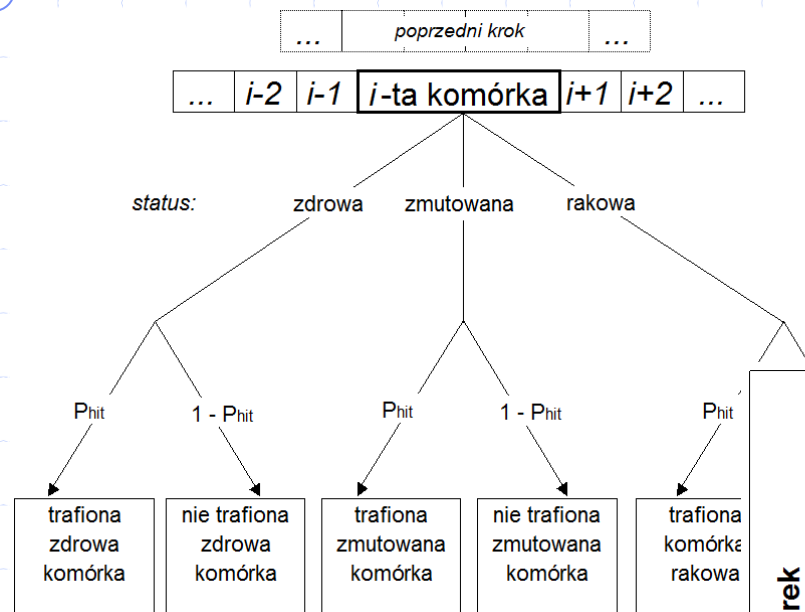 ... poprzedni krok ...
... i-2 i-1 i-ta komórka i+1 i+2 ...
status: zdrowa zmutowana rakowa
Phit 1 - Phit Phit 1 - Phit Phit
trafiona nie trafiona trafiona nie trafiona trafiona
zdrowa zdrowa zmutowana zmutowana komórka
komórka komórka komórka komórka rakowa
rek